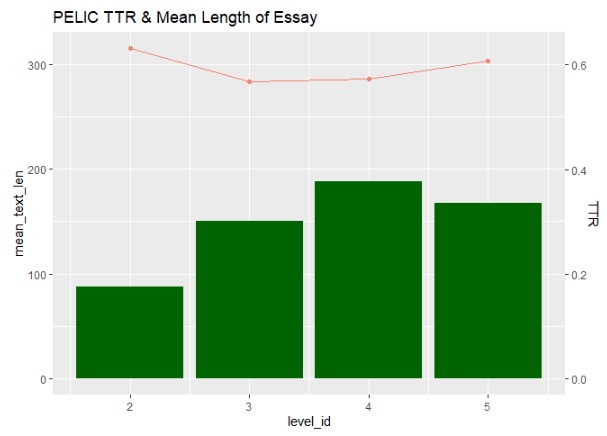 PELIC TTR & Mean Length of Essay
mean_text_len
300
200
100
0
0.6
0.4
0.2
0.0
TTR
2 3 4 5
level_id